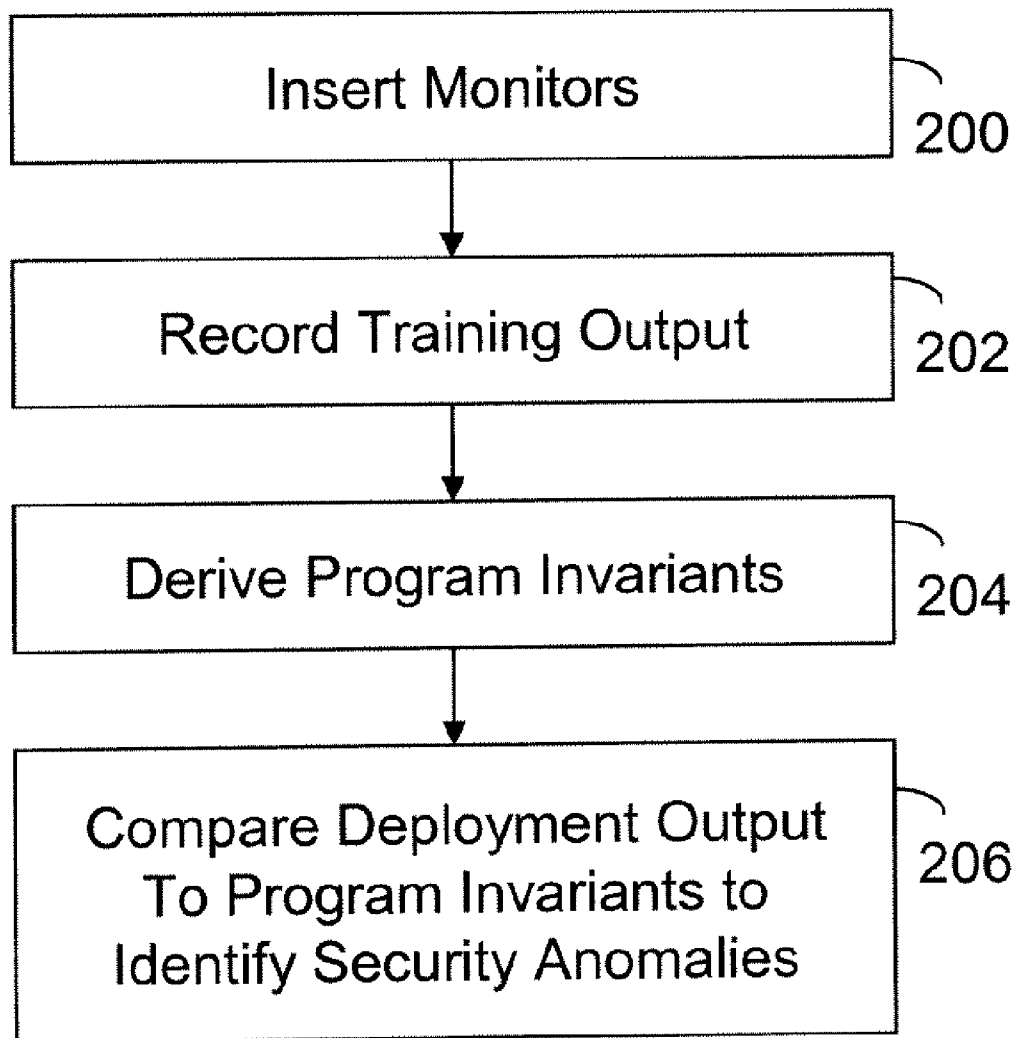 Insert Monitors
200
Record Training Output
202
Derive Program Invariants
204
Compare Deployment Output
To Program Invariants to
Identify Security Anomalies
206